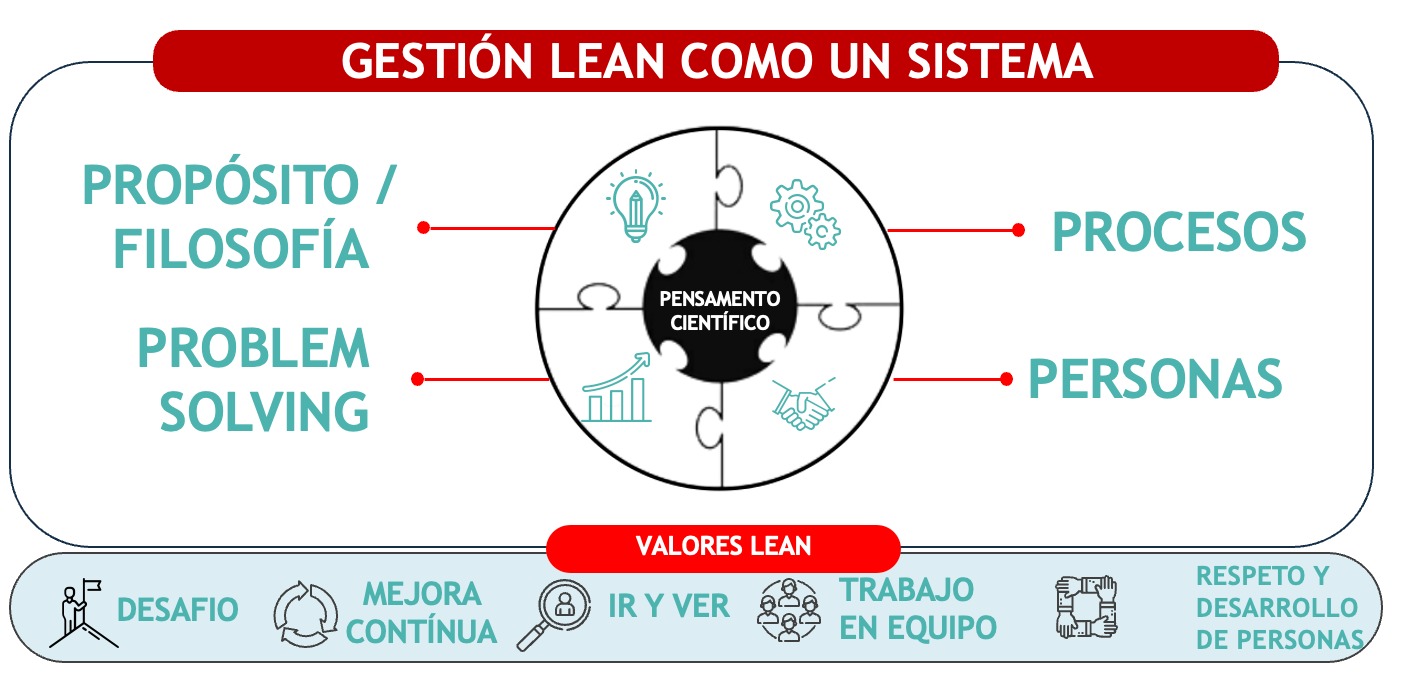 GESTIÓN LEAN COMO UN SISTEMA
PROPÓSITO /
FILOSOFÍA
PROCESOS
PENSAMENTO
CIENTÍFICO
PROBLEM
SOLVING
PERSONAS
VALORES LEAN
DESAFIO
MEJORA
CONTÍNUA
IR Y VER
TRABAJO
EN EQUIPO
RESPETO Y
DESARROLLO
DE PERSONAS